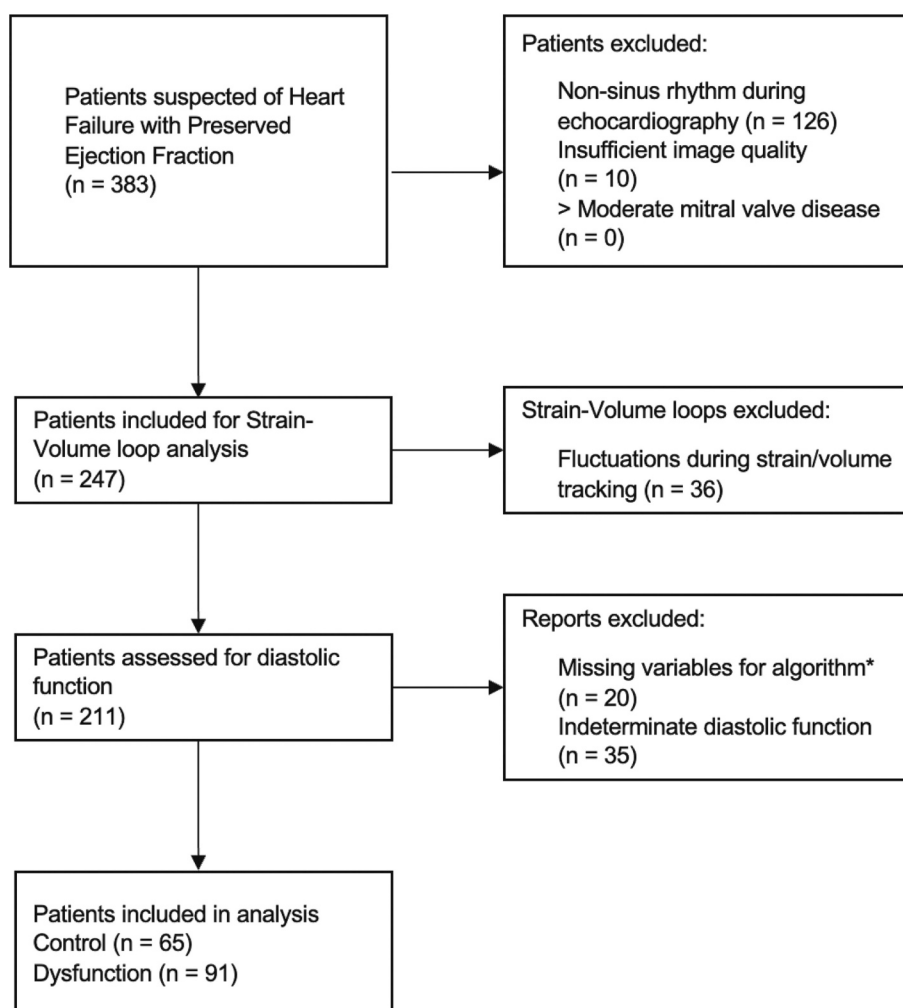 Patients suspected of Heart
Failure with Preserved
Ejection Fraction
(n = 383)
Patients excluded:
Non-sinus rhythm during
echocardiography (n = 126)
Insufficient image quality
(n = 10)
> Moderate mitral valve disease
(n = 0)
Patients included for Strain-
Volume loop analysis
(n = 247)
Strain-Volume loops excluded:
Fluctuations during strain/volume
tracking (n = 36)
Patients assessed for diastolic
function
(n = 211)
Reports excluded:
Missing variables for algorithm*
(n = 20)
Indeterminate diastolic function
(n = 35)
Patients included in analysis
Control (n = 65)
Dysfunction (n = 91)